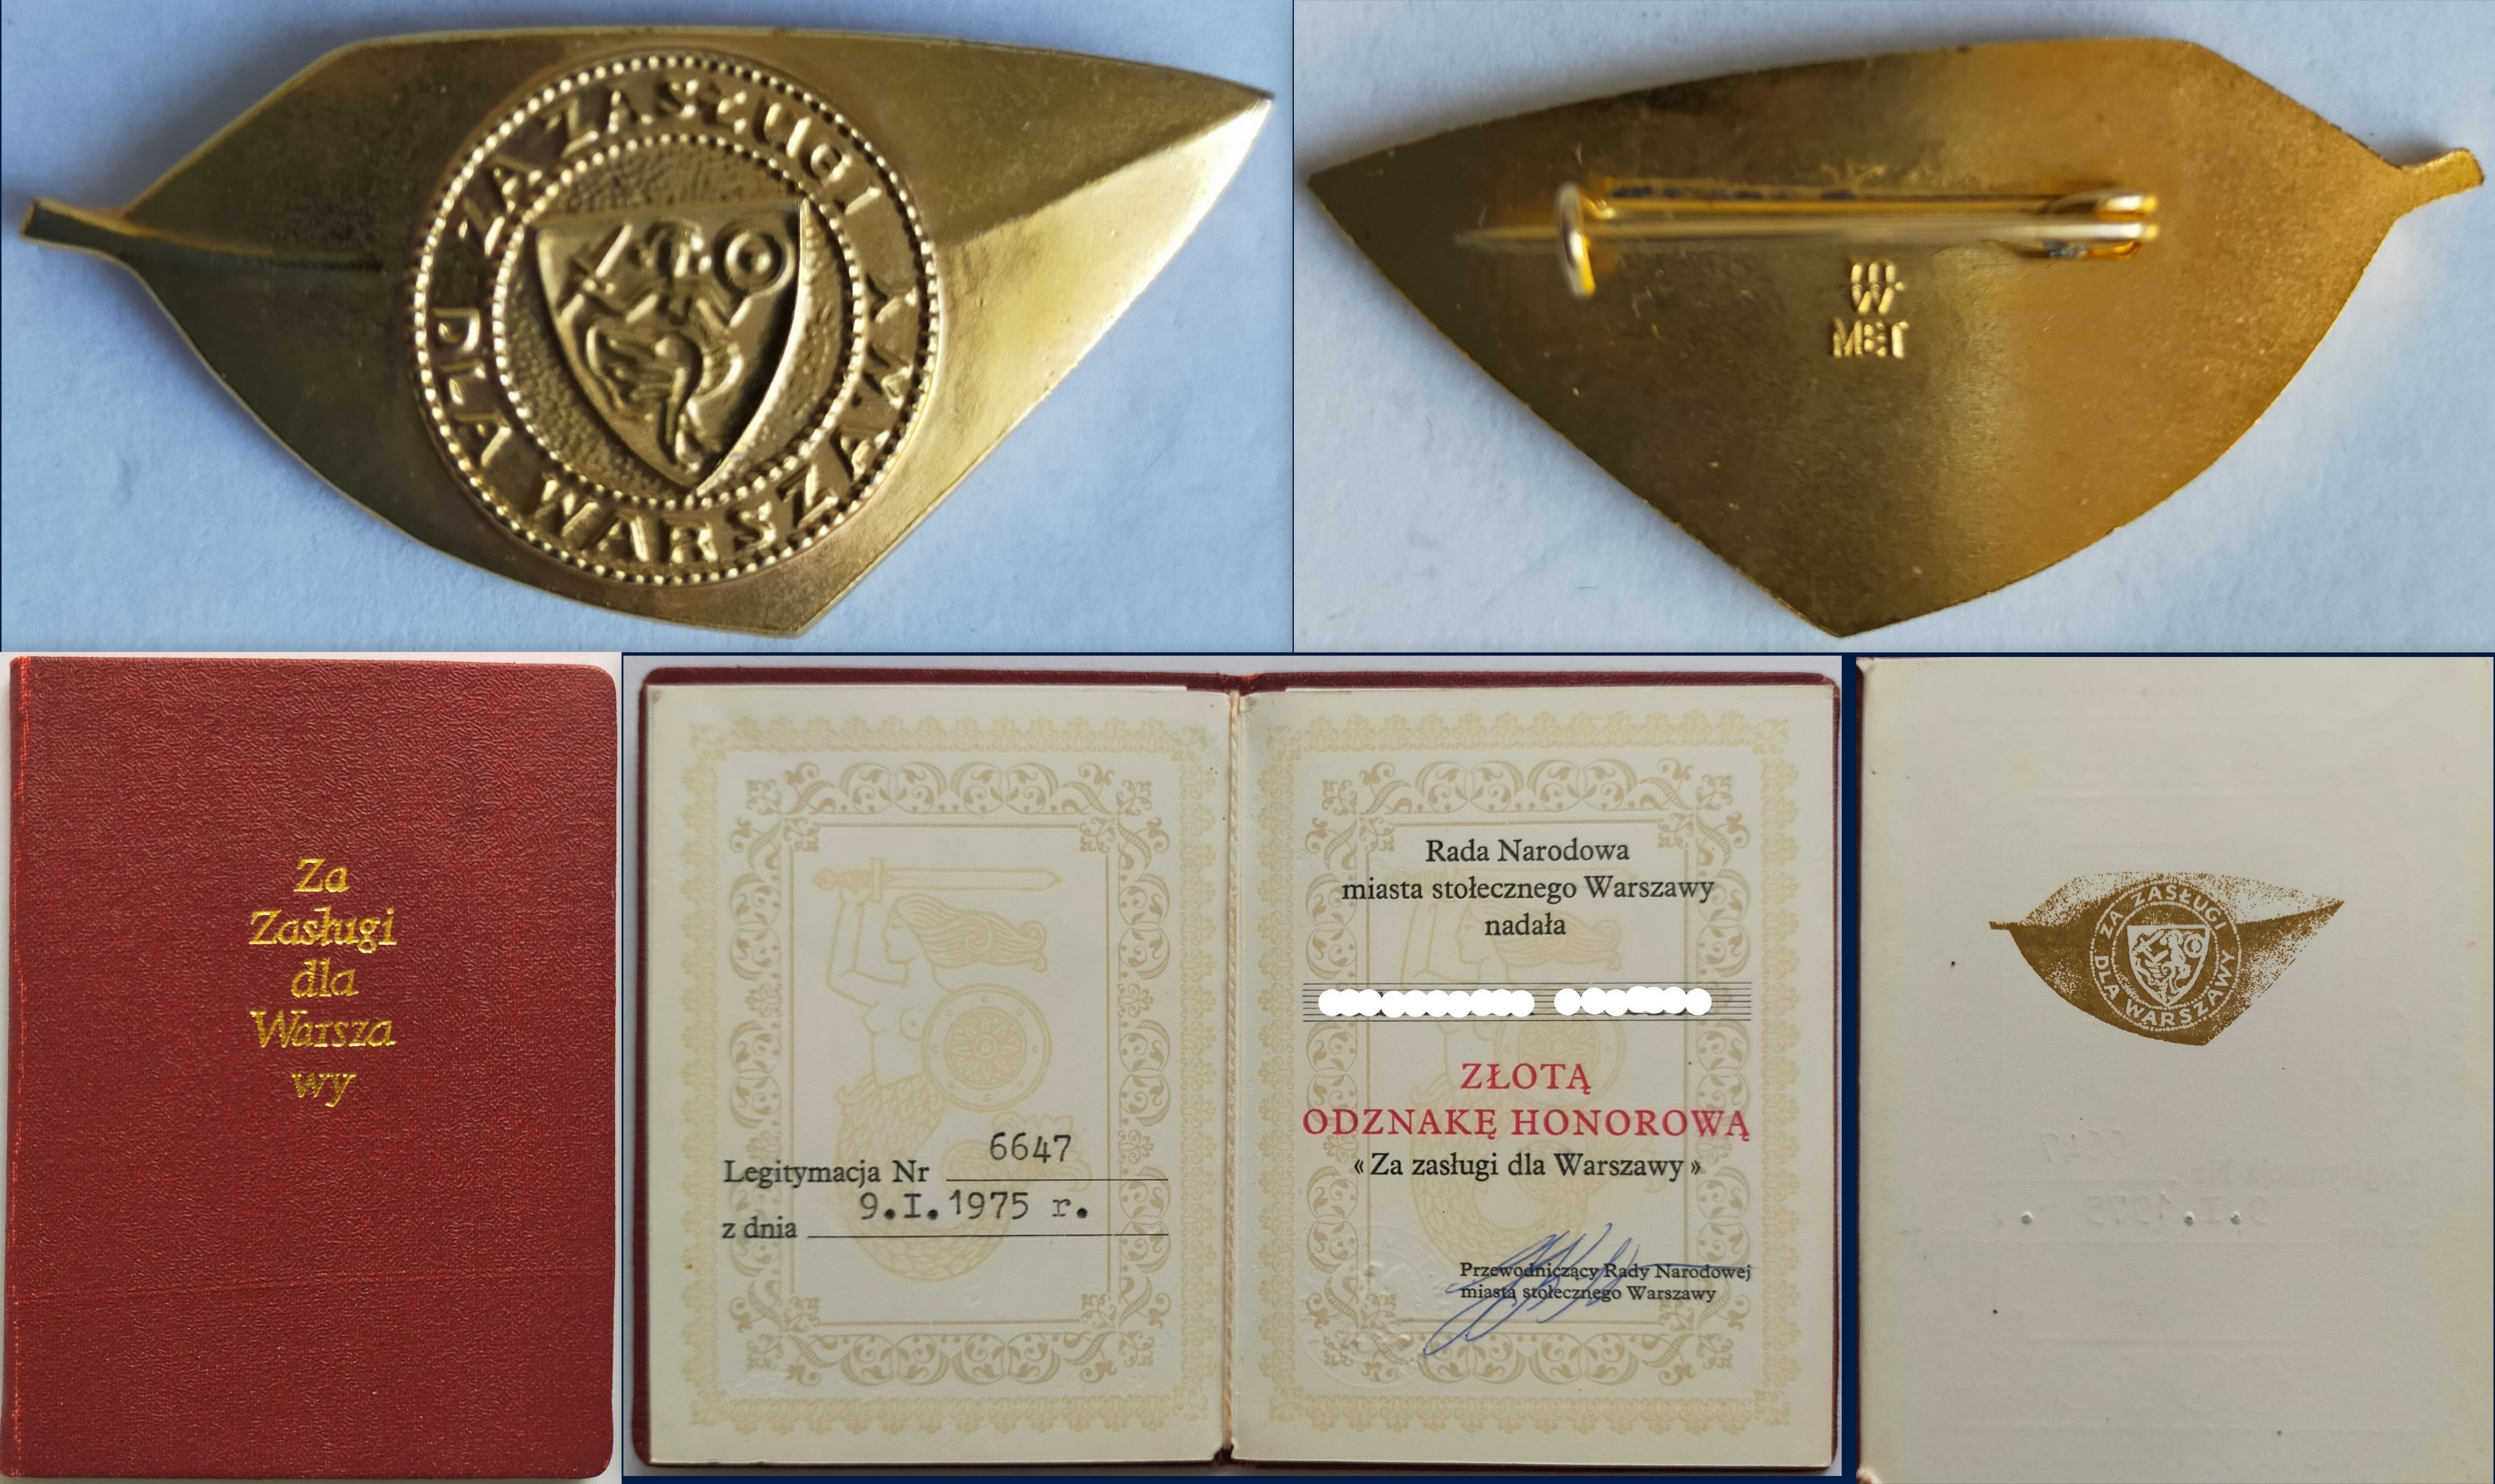 ZA ZASŁUGI
DLA WARSZAWY
W
MET
Za
Zasługi
dla
Warsza
wy
Legitymacja Nr 6647
z dnia 9.I.1975 r.
Rada Narodowa
miasta stołecznego Warszawy
nadała
ZŁOTĄ
ODZNAKĘ HONOROWĄ
«Za zasługi dla Warszawy»
Przewodniczący Rady Narodowej
miasta stołecznego Warszawy
ZA ZASŁUGI
DLA WARSZAWY